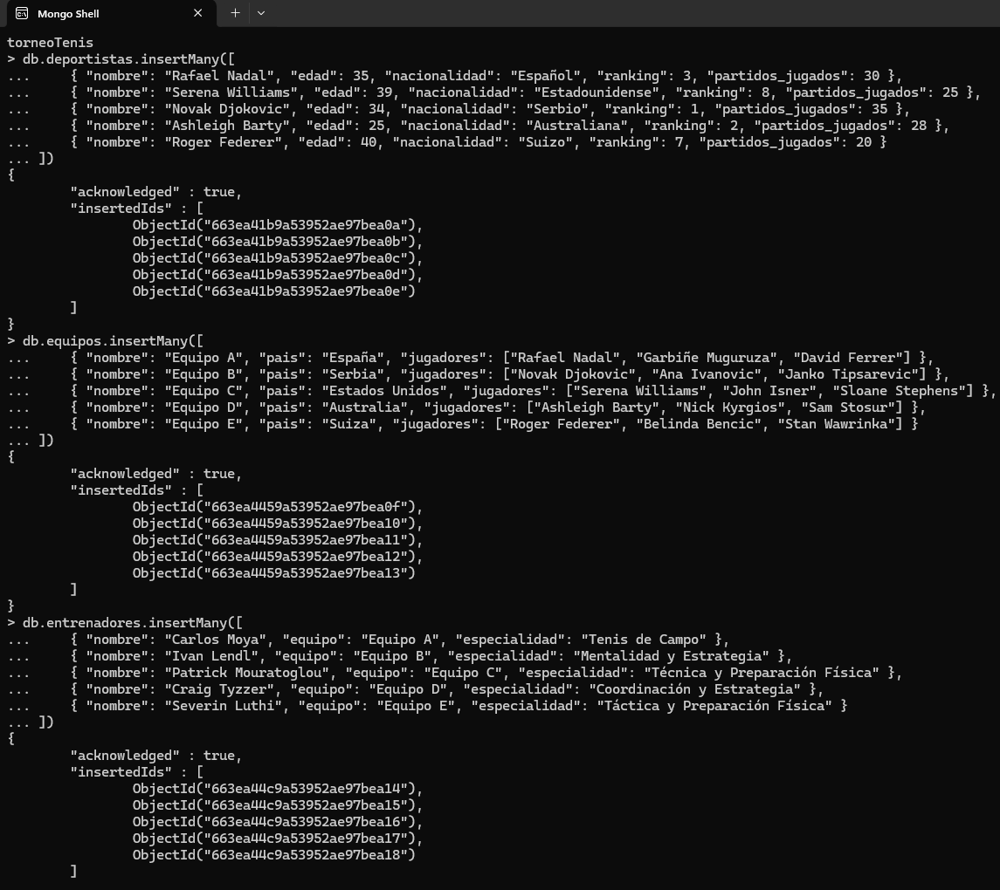 Mongo Shell
torneoTenis
> db.deportistas.insertMany([
...     { "nombre": "Rafael Nadal", "edad": 35, "nacionalidad": "Español", "ranking": 3, "partidos_jugados": 30 },
...     { "nombre": "Serena Williams", "edad": 39, "nacionalidad": "Estadounidense", "ranking": 8, "partidos_jugados": 25 },
...     { "nombre": "Novak Djokovic", "edad": 34, "nacionalidad": "Serbio", "ranking": 1, "partidos_jugados": 35 },
...     { "nombre": "Ashleigh Barty", "edad": 25, "nacionalidad": "Australiana", "ranking": 2, "partidos_jugados": 28 },
...     { "nombre": "Roger Federer", "edad": 40, "nacionalidad": "Suizo", "ranking": 7, "partidos_jugados": 20 }
... ])
{
        "acknowledged" : true,
        "insertedIds" : [
                ObjectId("663ea41b9a53952ae97bea0a"),
                ObjectId("663ea41b9a53952ae97bea0b"),
                ObjectId("663ea41b9a53952ae97bea0c"),
                ObjectId("663ea41b9a53952ae97bea0d"),
                ObjectId("663ea41b9a53952ae97bea0e")
        ]
}
> db.equipos.insertMany([
...     { "nombre": "Equipo A", "pais": "España", "jugadores": ["Rafael Nadal", "Garbiñe Muguruza", "David Ferrer"] },
...     { "nombre": "Equipo B", "pais": "Serbia", "jugadores": ["Novak Djokovic", "Ana Ivanovic", "Janko Tipsarevic"] },
...     { "nombre": "Equipo C", "pais": "Estados Unidos", "jugadores": ["Serena Williams", "John Isner", "Sloane Stephens"] },
...     { "nombre": "Equipo D", "pais": "Australia", "jugadores": ["Ashleigh Barty", "Nick Kyrgios", "Sam Stosur"] },
...     { "nombre": "Equipo E", "pais": "Suiza", "jugadores": ["Roger Federer", "Belinda Bencic", "Stan Wawrinka"] }
... ])
{
        "acknowledged" : true,
        "insertedIds" : [
                ObjectId("663ea4459a53952ae97bea0f"),
                ObjectId("663ea4459a53952ae97bea10"),
                ObjectId("663ea4459a53952ae97bea11"),
                ObjectId("663ea4459a53952ae97bea12"),
                ObjectId("663ea4459a53952ae97bea13")
        ]
}
> db.entrenadores.insertMany([
...     { "nombre": "Carlos Moya", "equipo": "Equipo A", "especialidad": "Tenis de Campo" },
...     { "nombre": "Ivan Lendl", "equipo": "Equipo B", "especialidad": "Mentalidad y Estrategia" },
...     { "nombre": "Patrick Mouratoglou", "equipo": "Equipo C", "especialidad": "Técnica y Preparación Física" },
...     { "nombre": "Craig Tyzzer", "equipo": "Equipo D", "especialidad": "Coordinación y Estrategia" },
...     { "nombre": "Severin Luthi", "equipo": "Equipo E", "especialidad": "Táctica y Preparación Física" }
... ])
{
        "acknowledged" : true,
        "insertedIds" : [
                ObjectId("663ea44c9a53952ae97bea14"),
                ObjectId("663ea44c9a53952ae97bea15"),
                ObjectId("663ea44c9a53952ae97bea16"),
                ObjectId("663ea44c9a53952ae97bea17"),
                ObjectId("663ea44c9a53952ae97bea18")
        ]